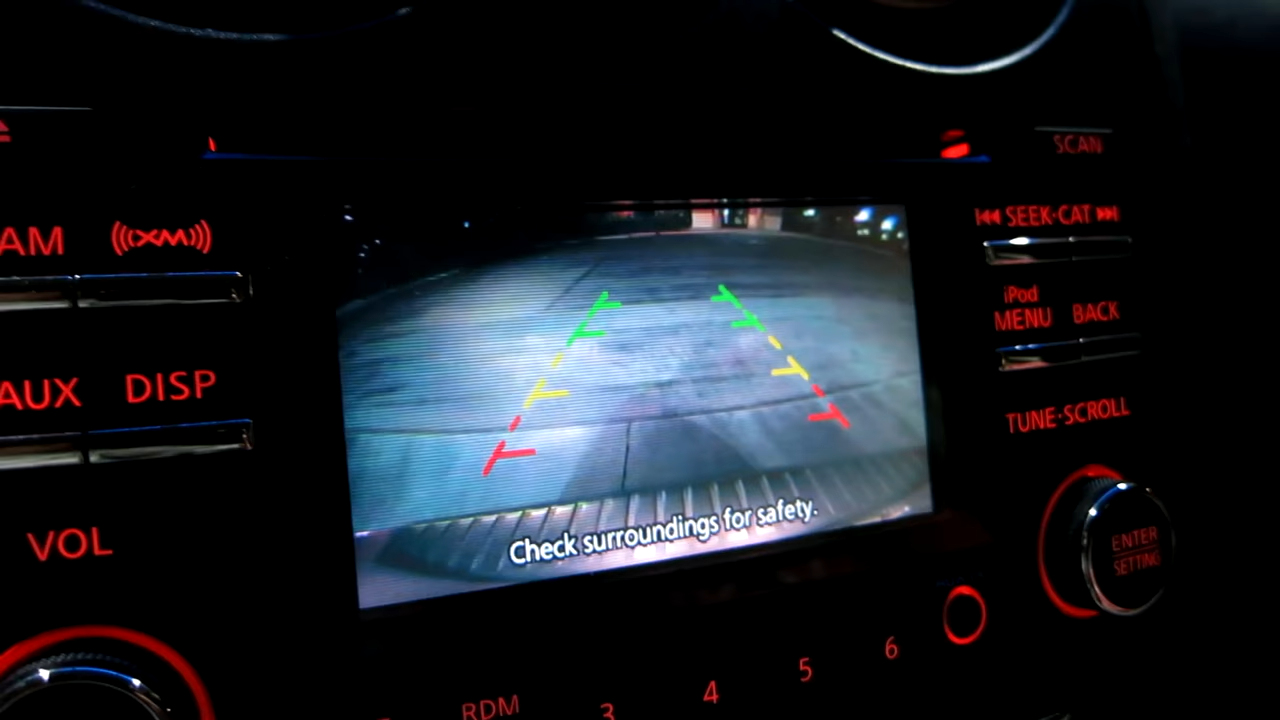 SCAN
AM
XM
SEEK·CAT
iPod
MENU
BACK
AUX
DISP
TUNE·SCROLL
Check surroundings for safety.
VOL
ENTER
SETTING
RDM
3
4
5
6